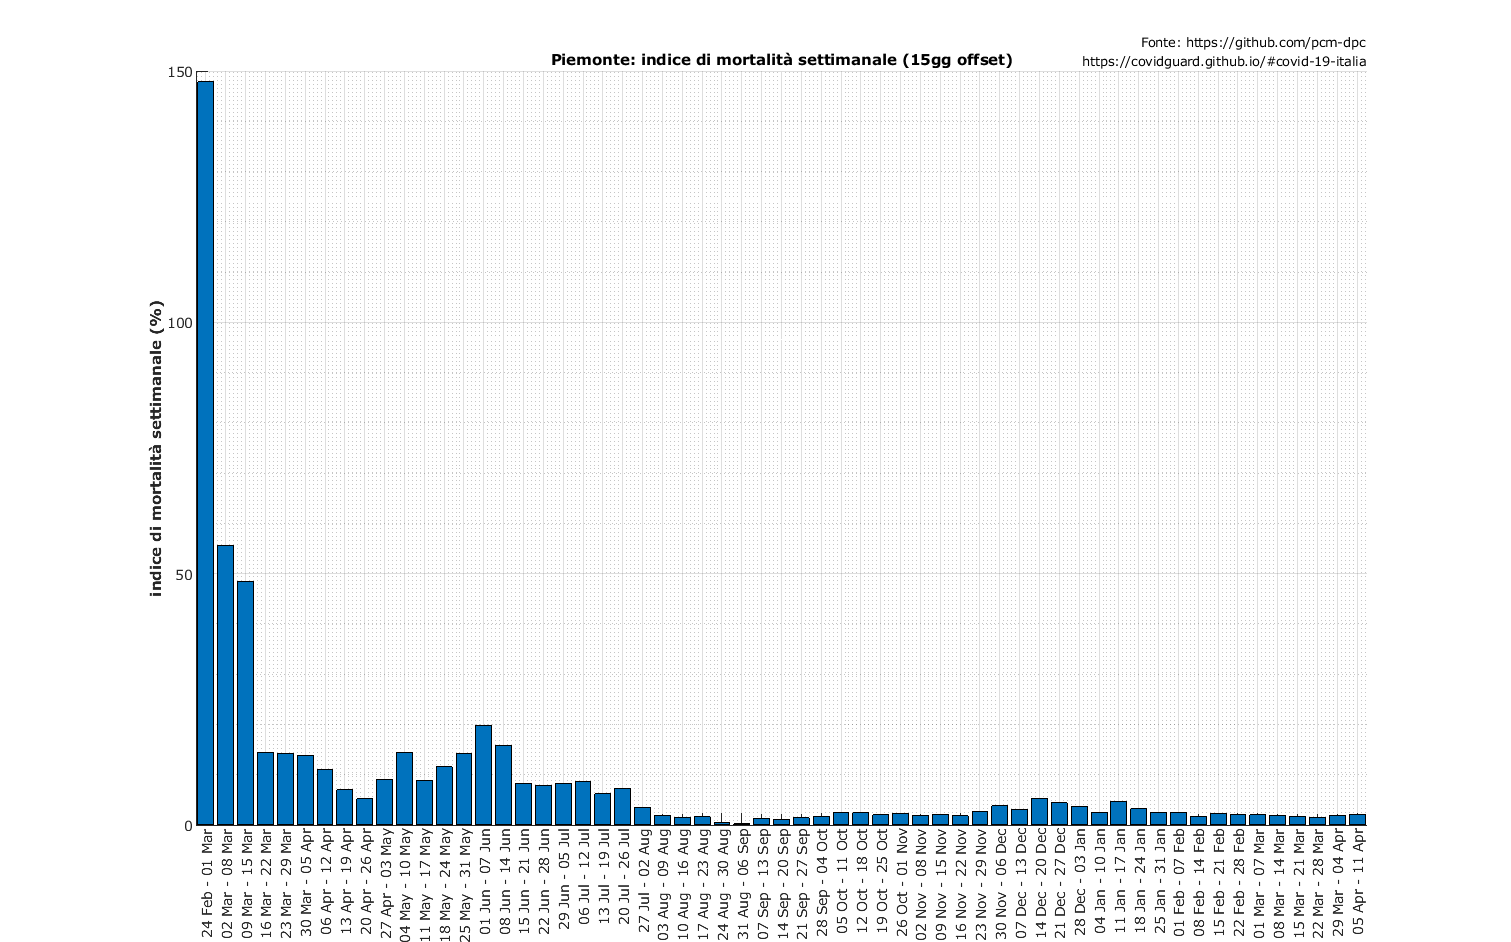 Fonte: https://github.com/pcm-dpc
Piemonte: indice di mortalità settimanale (15gg offset)
https://covidguard.github.io/#covid-19-italia
indice di mortalità settimanale (%)
150
100
50
0
24 Feb - 01 Mar
02 Mar - 08 Mar
09 Mar - 15 Mar
16 Mar - 22 Mar
23 Mar - 29 Mar
30 Mar - 05 Apr
06 Apr - 12 Apr
13 Apr - 19 Apr
20 Apr - 26 Apr
27 Apr - 03 May
04 May - 10 May
11 May - 17 May
18 May - 24 May
25 May - 31 May
01 Jun - 07 Jun
08 Jun - 14 Jun
15 Jun - 21 Jun
22 Jun - 28 Jun
29 Jun - 05 Jul
06 Jul - 12 Jul
13 Jul - 19 Jul
20 Jul - 26 Jul
27 Jul - 02 Aug
03 Aug - 09 Aug
10 Aug - 16 Aug
17 Aug - 23 Aug
24 Aug - 30 Aug
31 Aug - 06 Sep
07 Sep - 13 Sep
14 Sep - 20 Sep
21 Sep - 27 Sep
28 Sep - 04 Oct
05 Oct - 11 Oct
12 Oct - 18 Oct
19 Oct - 25 Oct
26 Oct - 01 Nov
02 Nov - 08 Nov
09 Nov - 15 Nov
16 Nov - 22 Nov
23 Nov - 29 Nov
30 Nov - 06 Dec
07 Dec - 13 Dec
14 Dec - 20 Dec
21 Dec - 27 Dec
28 Dec - 03 Jan
04 Jan - 10 Jan
11 Jan - 17 Jan
18 Jan - 24 Jan
25 Jan - 31 Jan
01 Feb - 07 Feb
08 Feb - 14 Feb
15 Feb - 21 Feb
22 Feb - 28 Feb
01 Mar - 07 Mar
08 Mar - 14 Mar
15 Mar - 21 Mar
22 Mar - 28 Mar
29 Mar - 04 Apr
05 Apr - 11 Apr